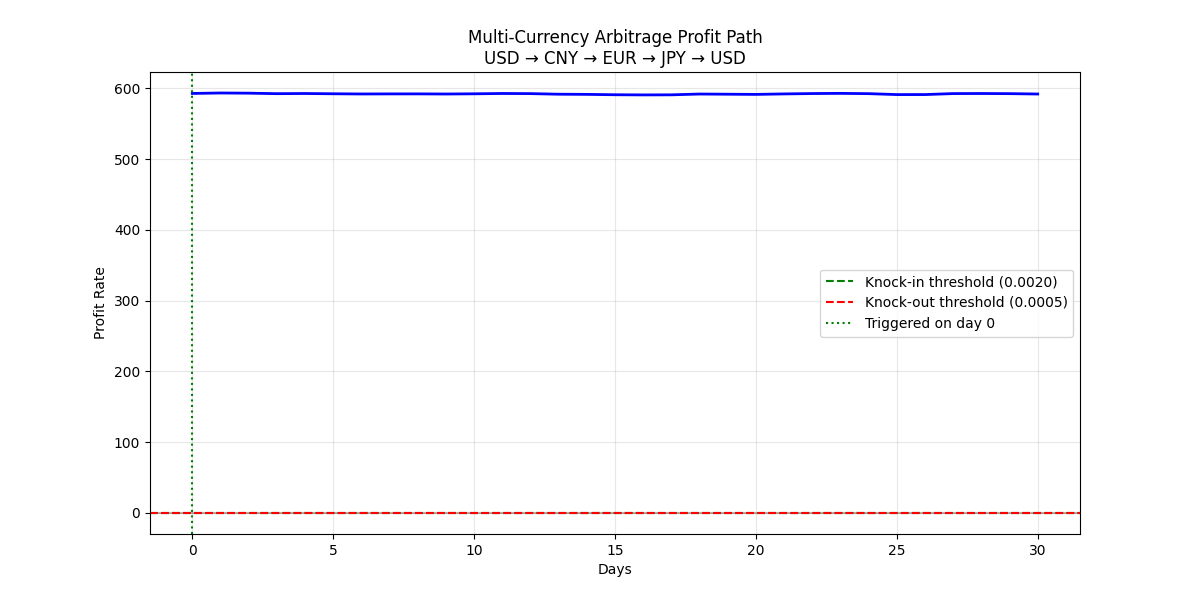 Multi-Currency Arbitrage Profit Path
USD → CNY → EUR → JPY → USD
Profit Rate
600
500
400
300
200
100
0
Knock-in threshold (0.0020)
Knock-out threshold (0.0005)
Triggered on day 0
0 5 10 15 20 25 30
Days